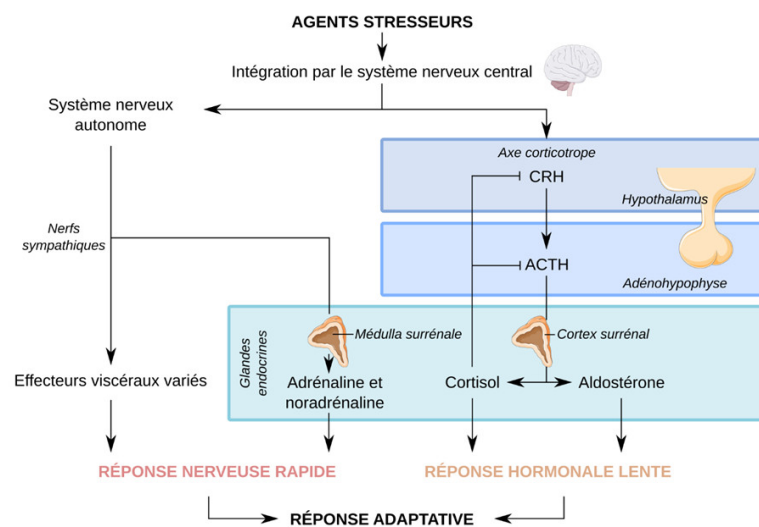 AGENTS STRESSEURS
Intégration par le système nerveux central
Système nerveux
autonome
Axe corticotrope
CRH
Hypothalamus
Nerfs
sympathiques
ACTH
Adénohypophyse
Glandes
endocrines
Médulla surrénale
Cortex surrénal
Effecteurs viscéraux variés
Adrénaline et
noradrénaline
Cortisol
Aldostérone
RÉPONSE NERVEUSE RAPIDE
RÉPONSE HORMONALE LENTE
RÉPONSE ADAPTATIVE